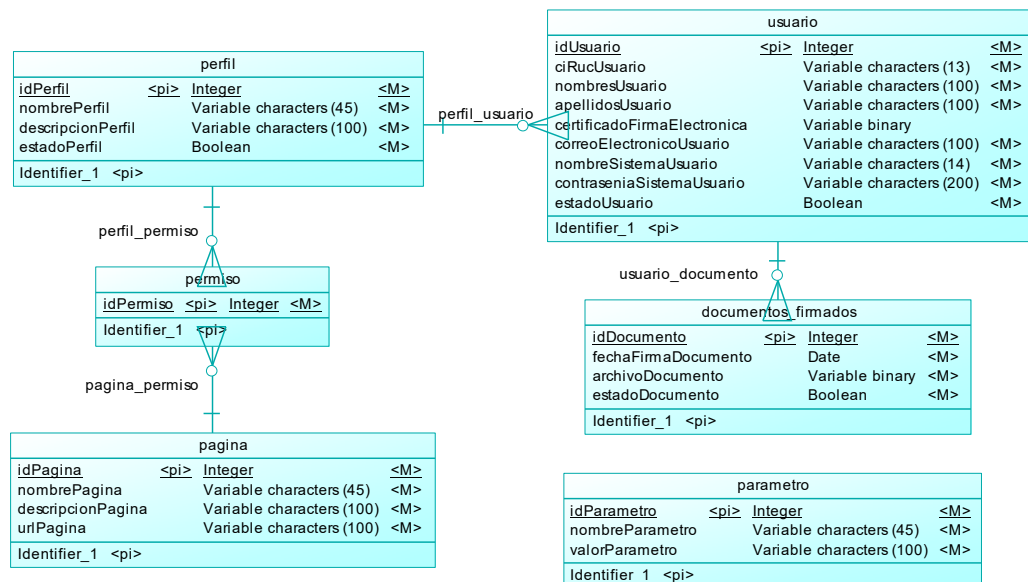 perfil
idPerfil <pi> Integer <M>
nombrePerfil Variable characters (45) <M>
descripcionPerfil Variable characters (100) <M>
estadoPerfil Boolean <M>
Identifier_1 <pi>
perfil_usuario
usuario
idUsuario <pi> Integer <M>
ciRucUsuario Variable characters (13) <M>
nombresUsuario Variable characters (100) <M>
apellidosUsuario Variable characters (100) <M>
certificadoFirmaElectronica Variable binary
correoElectronicoUsuario Variable characters (100) <M>
nombreSistemaUsuario Variable characters (14) <M>
contraseniaSistemaUsuario Variable characters (200) <M>
estadoUsuario Boolean <M>
Identifier_1 <pi>
perfil_permiso
permiso
idPermiso <pi> Integer <M>
Identifier_1 <pi>
pagina_permiso
usuario_documento
documentos_firmados
idDocumento <pi> Integer <M>
fechaFirmaDocumento Date <M>
archivoDocumento Variable binary <M>
estadoDocumento Boolean <M>
Identifier_1 <pi>
pagina
idPagina <pi> Integer <M>
nombrePagina Variable characters (45) <M>
descripcionPagina Variable characters (100) <M>
urlPagina Variable characters (100) <M>
Identifier_1 <pi>
parametro
idParametro <pi> Integer <M>
nombreParametro Variable characters (45) <M>
valorParametro Variable characters (100) <M>
Identifier_1 <pi>